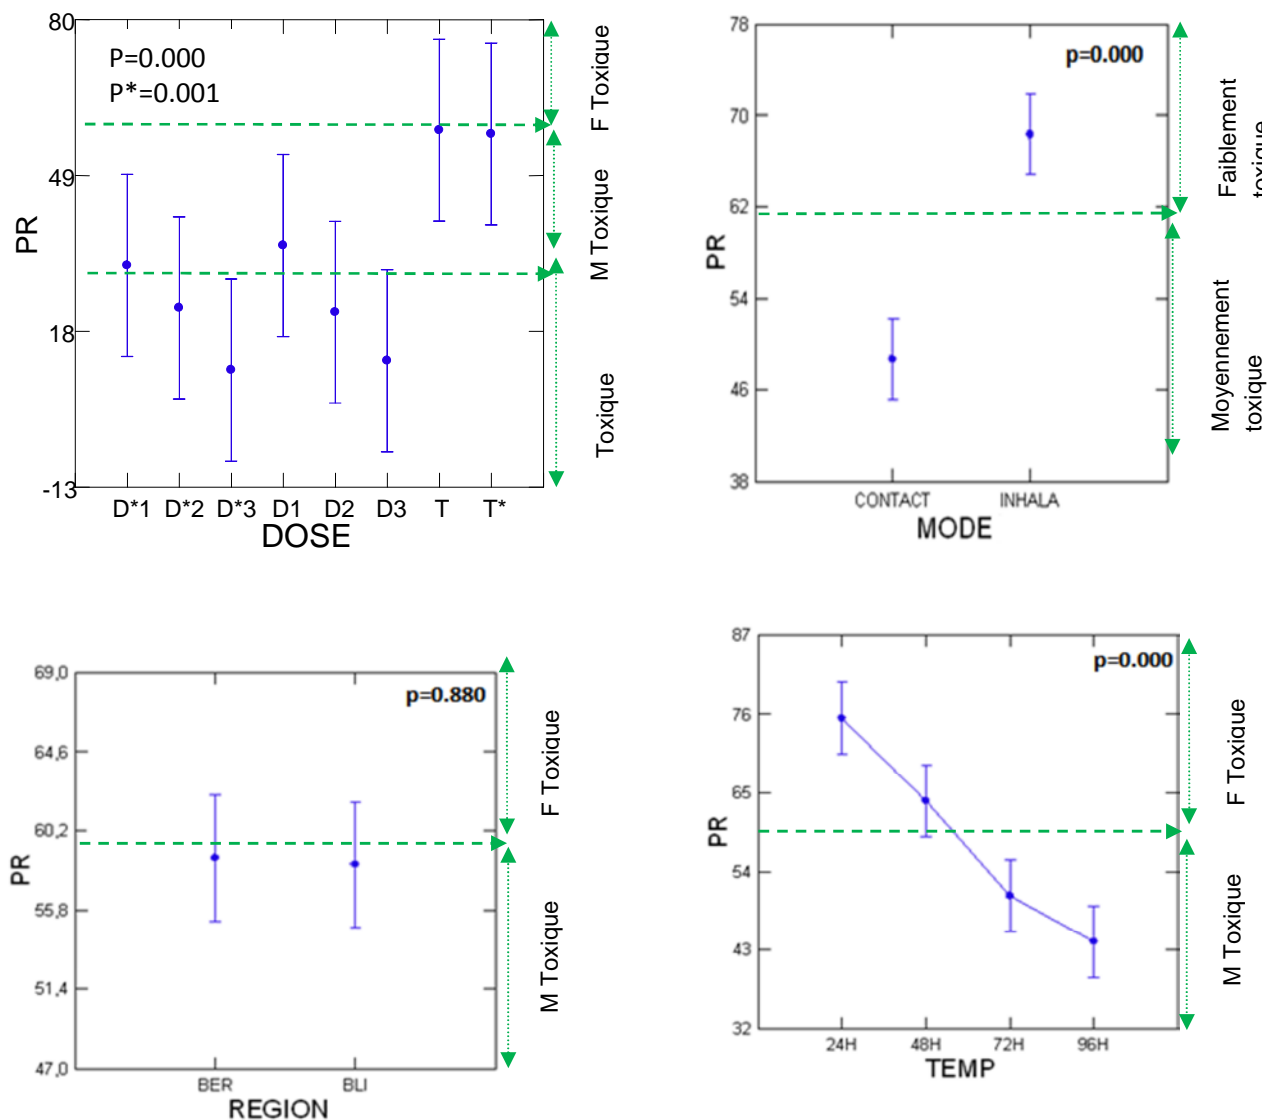 80
49
18
-13
PR
P=0.000
P*=0.001
D*1 D*2 D*3 D1 D2 D3 T T*
DOSE
F Toxique
M Toxique
Toxique
78
70
62
54
46
38
PR
p=0.000
CONTACT INHALA
MODE
Faiblement
toxique
Moyennement
toxique
69,0
64,6
60,2
55,8
51,4
47,0
PR
p=0.880
BER BLI
REGION
F Toxique
M Toxique
87
76
65
54
43
32
PR
p=0.000
24H 48H 72H 96H
TEMP
F Toxique
M Toxique